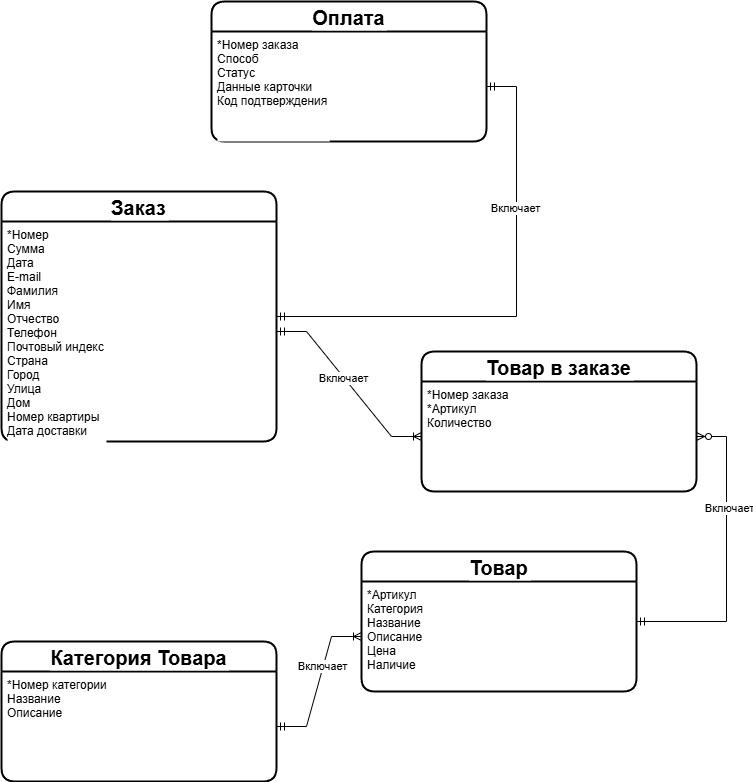 Оплата
*Номер заказа
Способ
Статус
Данные карточки
Код подтверждения
Включает
Заказ
*Номер
Сумма
Дата
E-mail
Фамилия
Имя
Отчество
Телефон
Почтовый индекс
Страна
Город
Улица
Дом
Номер квартиры
Дата доставки
Включает
Товар в заказе
*Номер заказа
*Артикул
Количество
Включает
Товар
*Артикул
Категория
Название
Описание
Цена
Наличие
Включает
Категория Товара
*Номер категории
Название
Описание